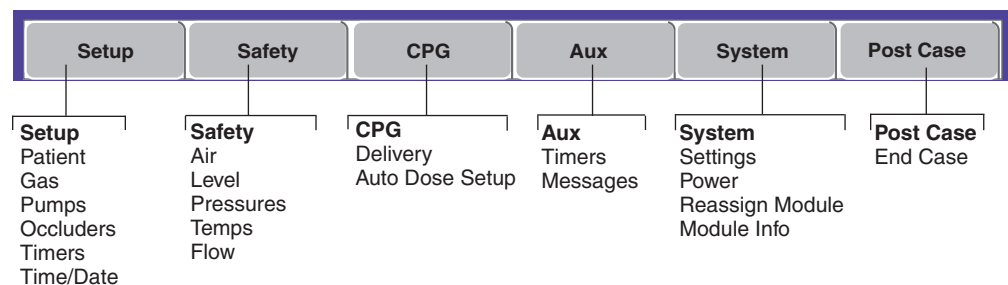 Setup
Safety
CPG
Aux
System
Post Case
Setup
Patient
Gas
Pumps
Occluders
Timers
Time/Date
Safety
Air
Level
Pressures
Temps
Flow
CPG
Delivery
Auto Dose Setup
Aux
Timers
Messages
System
Settings
Power
Reassign Module
Module Info
Post Case
End Case